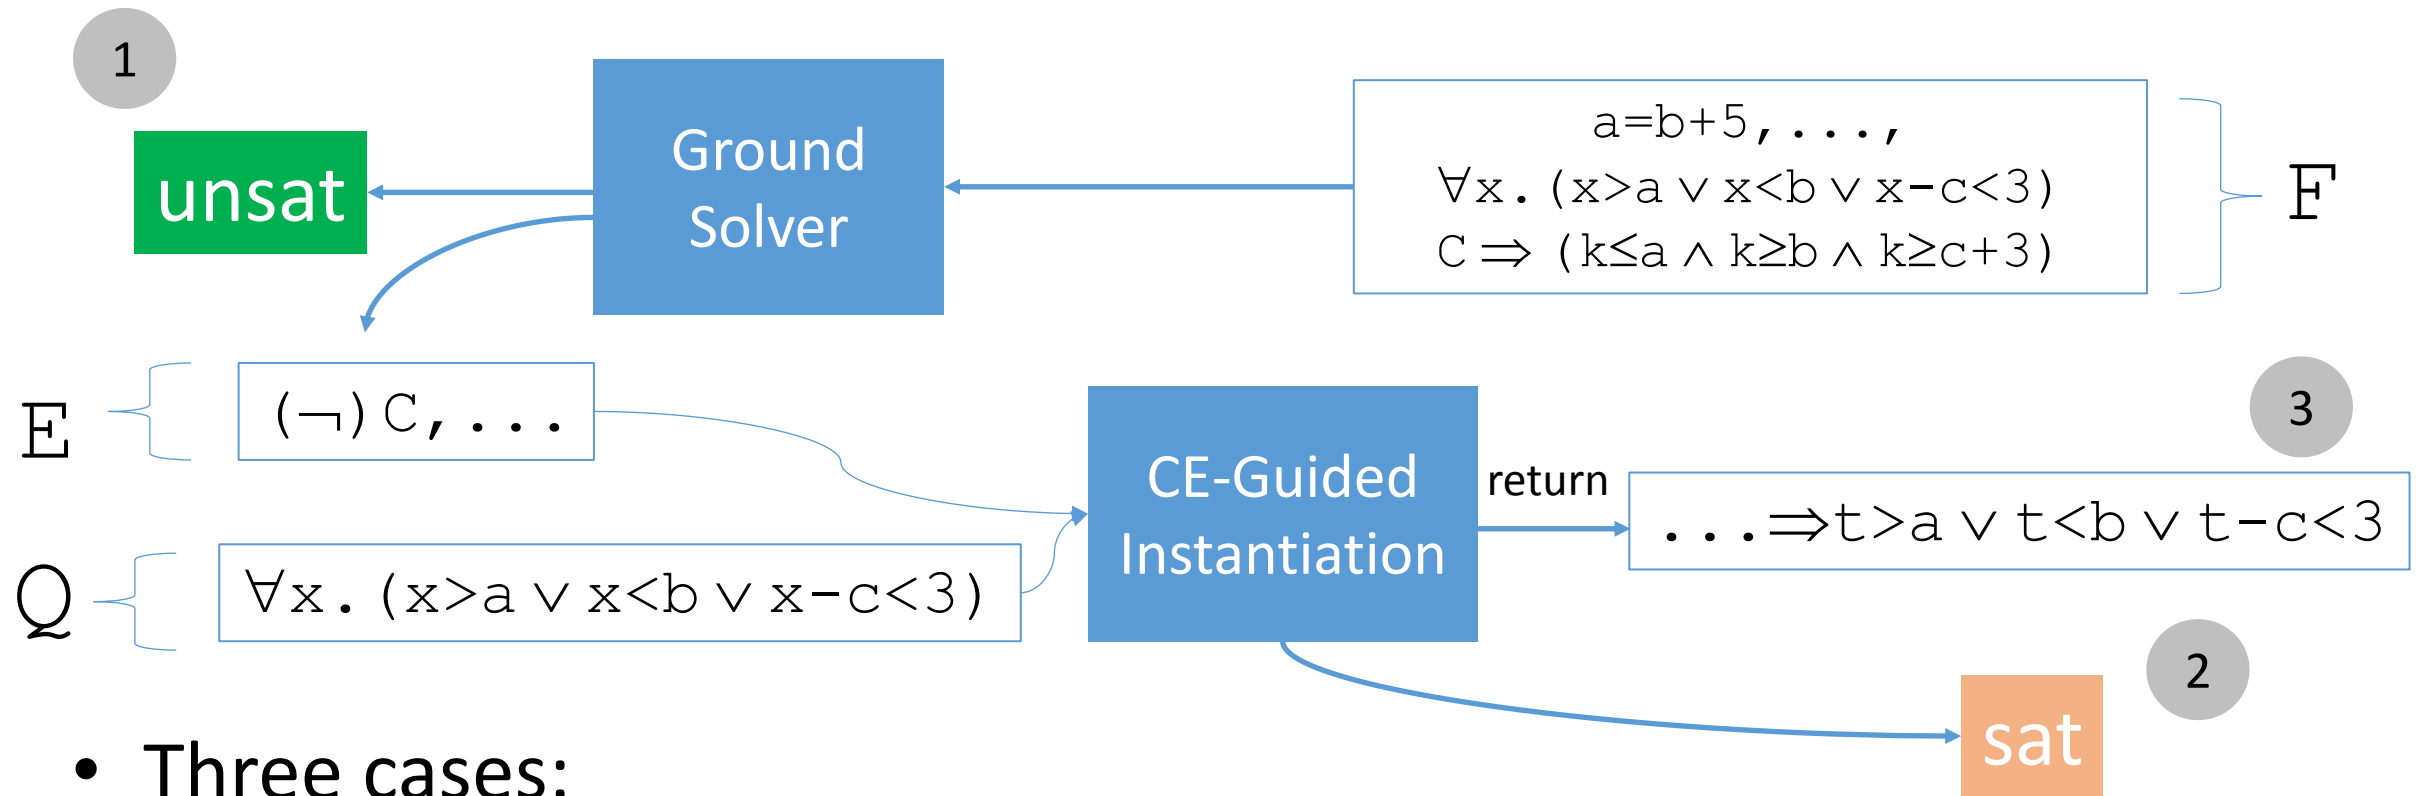 1
unsat
Ground
Solver
a=b+5,...,
∀x.(x>a ∨ x<b ∨ x-c<3)
C ⇒ (k≤a ∧ k≥b ∧ k≥c+3)
F
E
(¬)C,...
Q
∀x.(x>a ∨ x<b ∨ x-c<3)
CE-Guided
Instantiation
return
3
...⇒t>a ∨ t<b ∨ t-c<3
2
sat
• Three cases: